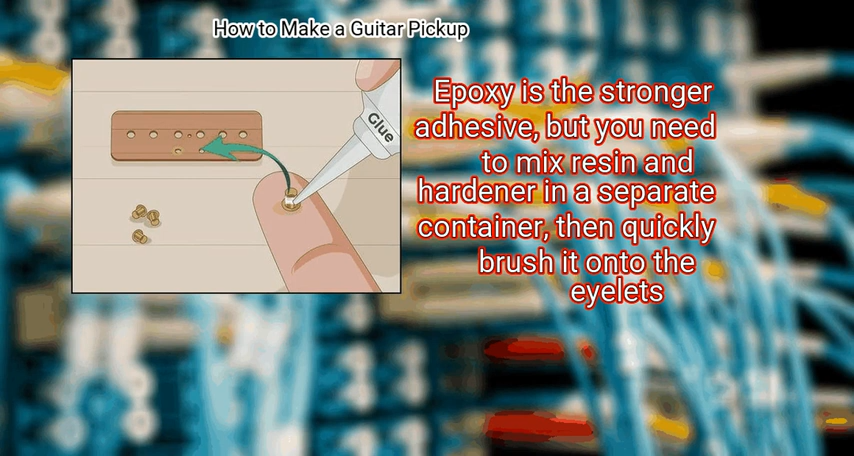 How to Make a Guitar Pickup
Glue
Epoxy is the stronger
adhesive, but you need
to mix resin and
hardener in a separate
container, then quickly
brush it onto the
eyelets